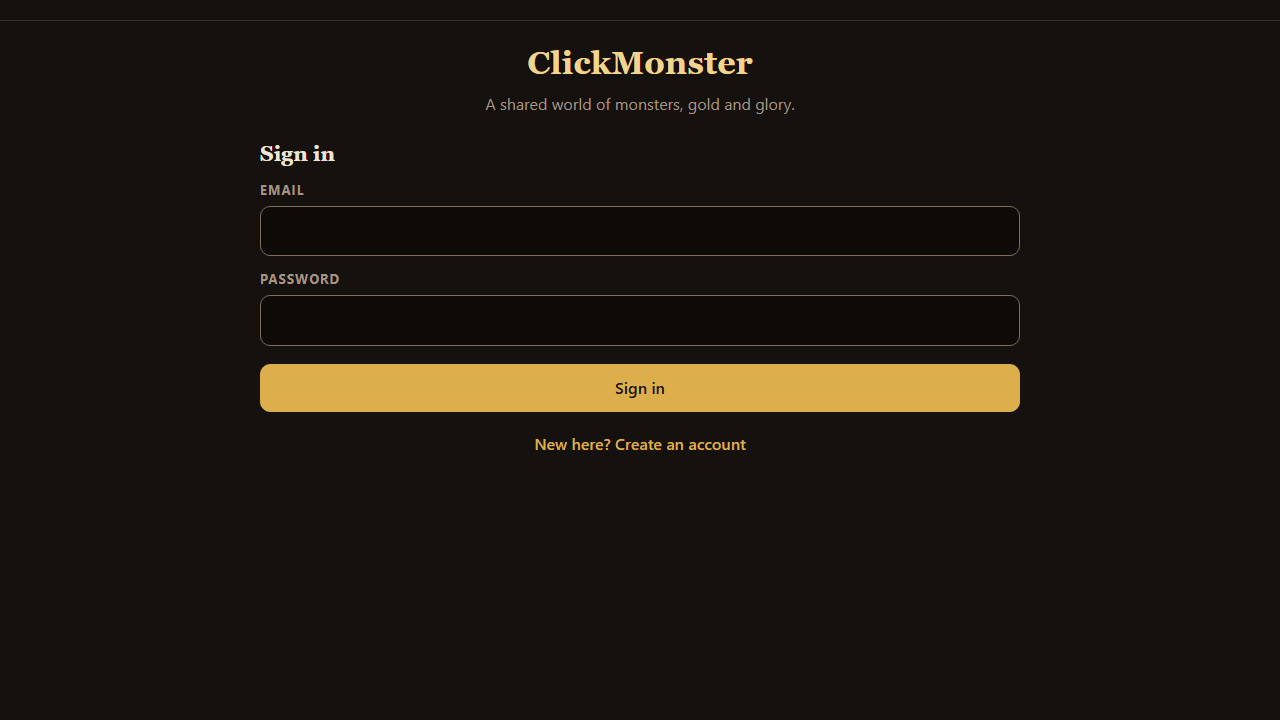 ClickMonster
A shared world of monsters, gold and glory.
Sign in
EMAIL
PASSWORD
Sign in
New here? Create an account